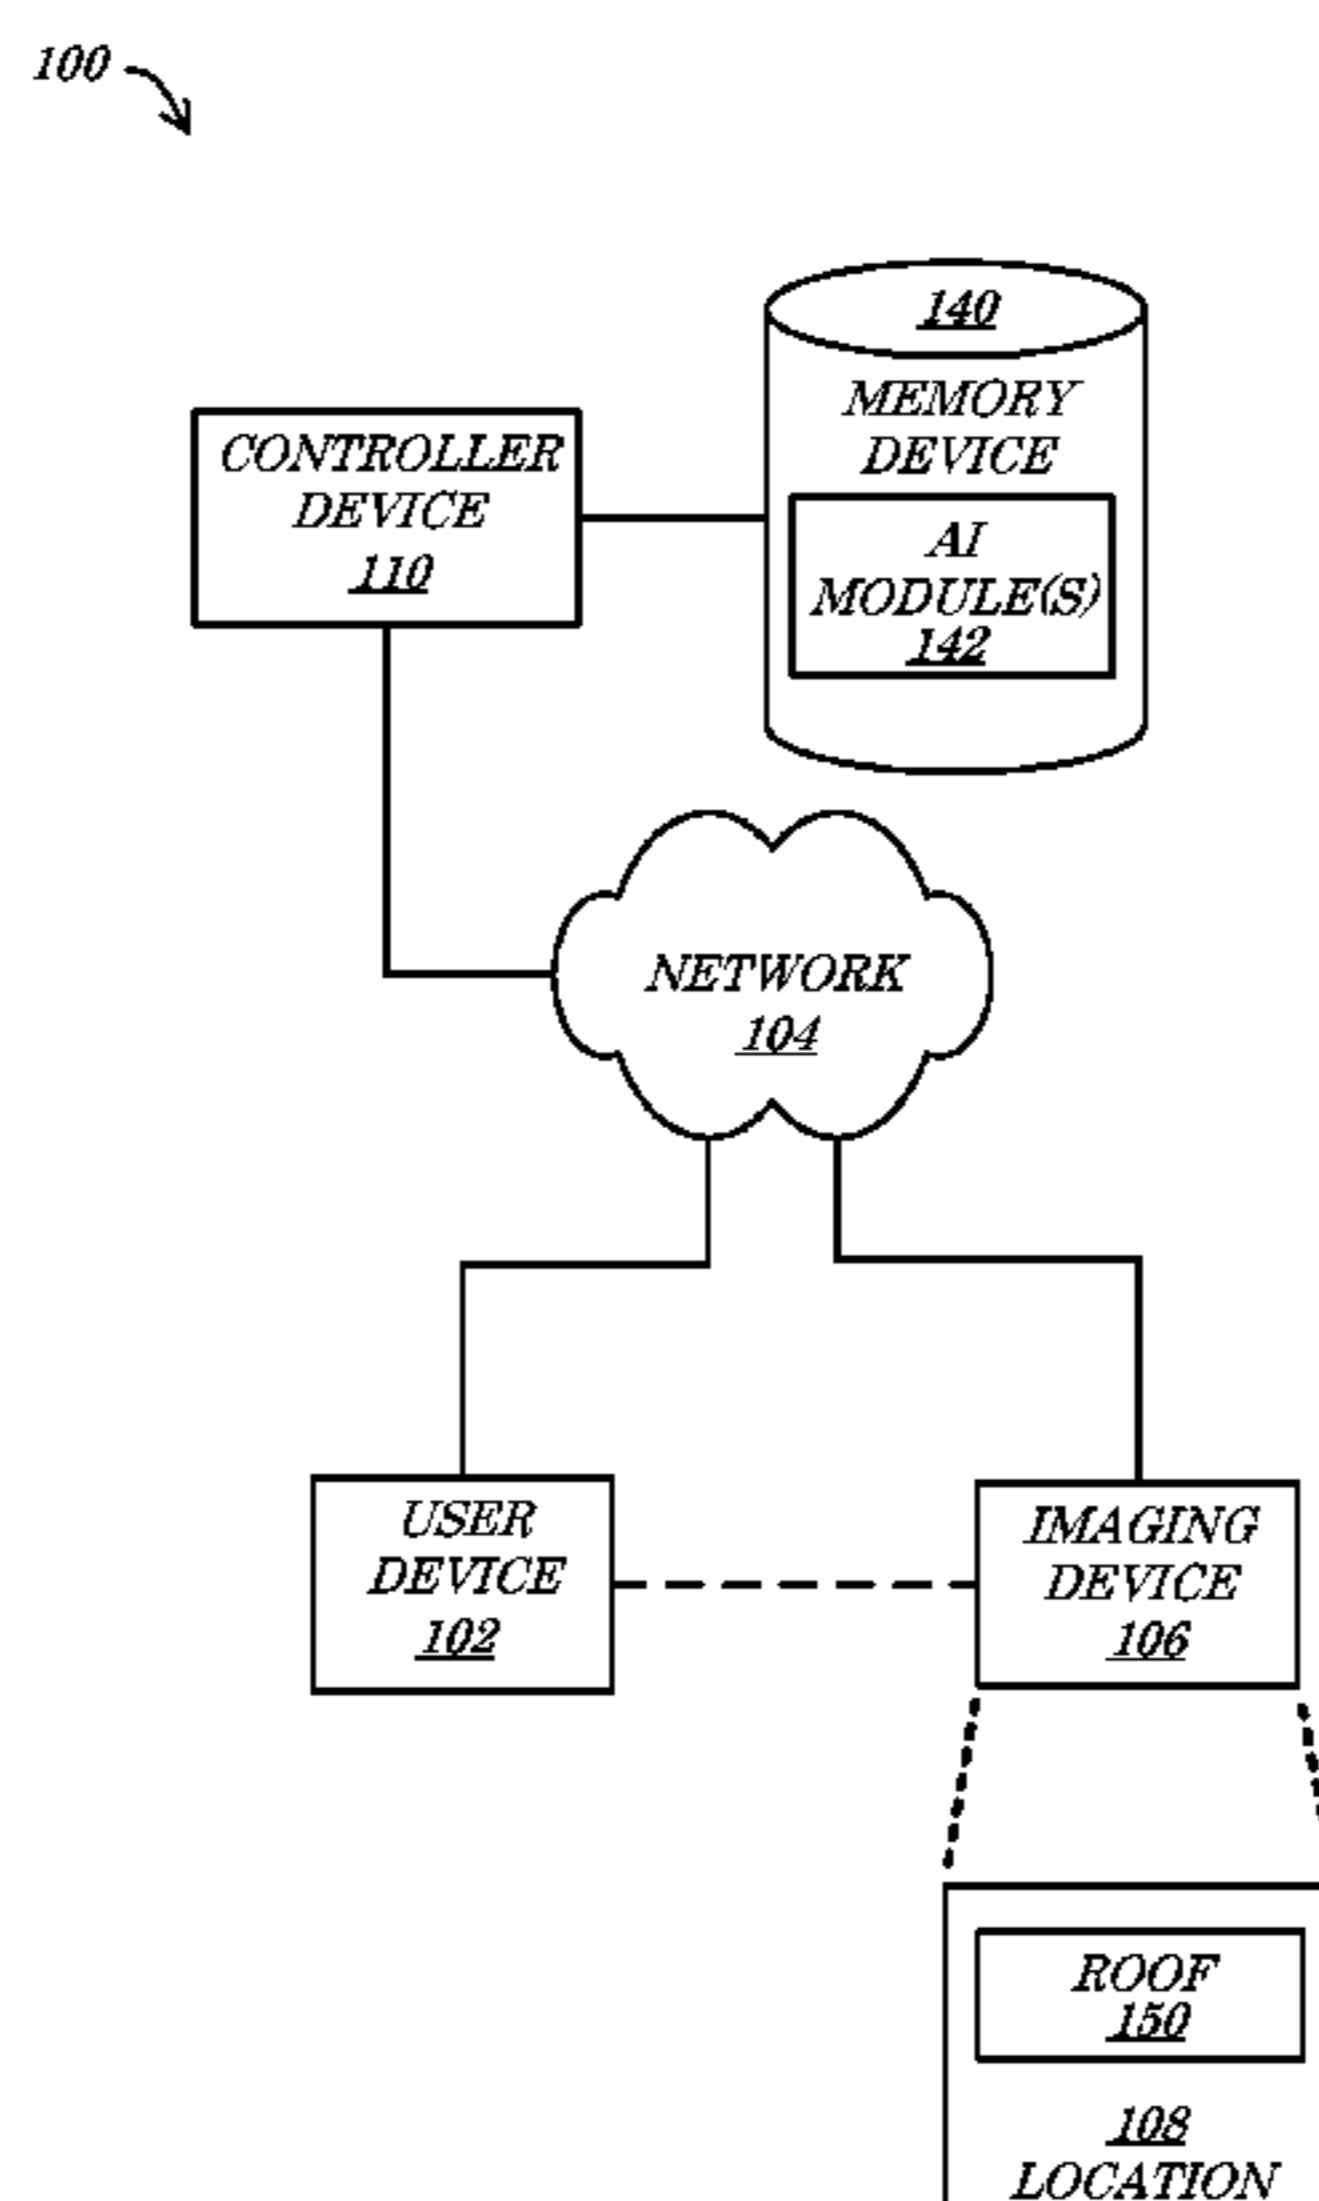 100
140
MEMORY
DEVICE
CONTROLLER
DEVICE
110
AI
MODULE(S)
142
NETWORK
104
USER
DEVICE
102
IMAGING
DEVICE
106
ROOF
150
108
LOCATION